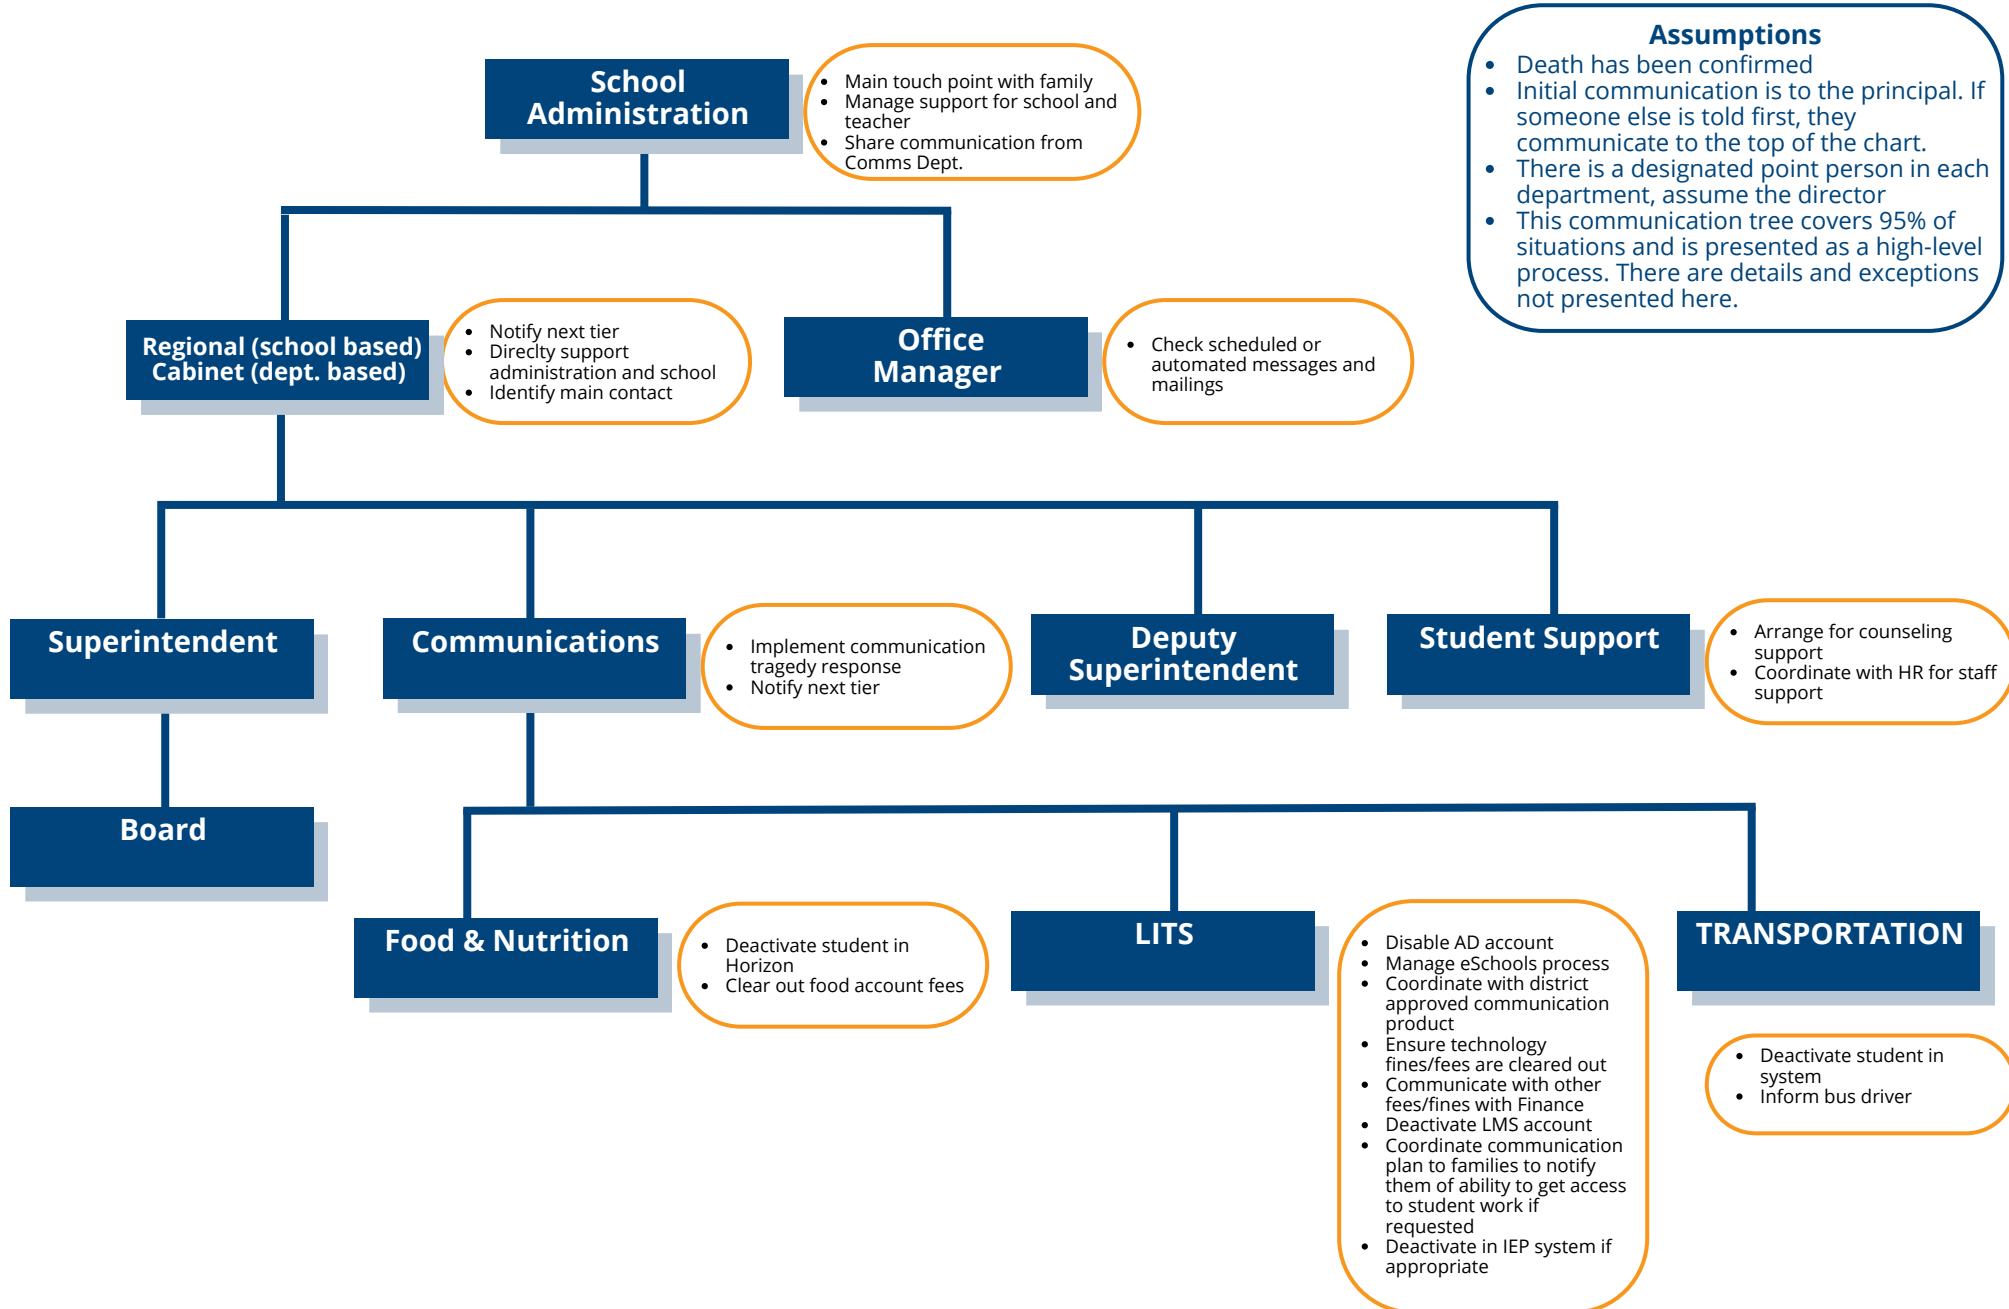 School
Administration
• Main touch point with family
• Manage support for school and
teacher
• Share communication from
Comms Dept.
Assumptions
• Death has been confirmed
• Initial communication is to the principal. If
someone else is told first, they
communicate to the top of the chart.
• There is a designated point person in each
department, assume the director
• This communication tree covers 95% of
situations and is presented as a high-level
process. There are details and exceptions
not presented here.
Regional (school based)
Cabinet (dept. based)
• Notify next tier
• Direclty support
administration and school
• Identify main contact
Office
Manager
• Check scheduled or
automated messages and
mailings
Superintendent
Communications
• Implement communication
tragedy response
• Notify next tier
Deputy
Superintendent
Student Support
• Arrange for counseling
support
• Coordinate with HR for staff
support
Board
Food & Nutrition
• Deactivate student in
Horizon
• Clear out food account fees
LITS
• Disable AD account
• Manage eSchools process
• Coordinate with district
approved communication
product
• Ensure technology
fines/fees are cleared out
• Communicate with other
fees/fines with Finance
• Deactivate LMS account
• Coordinate communication
plan to families to notify
them of ability to get access
to student work if
requested
• Deactivate in IEP system if
appropriate
TRANSPORTATION
• Deactivate student in
system
• Inform bus driver